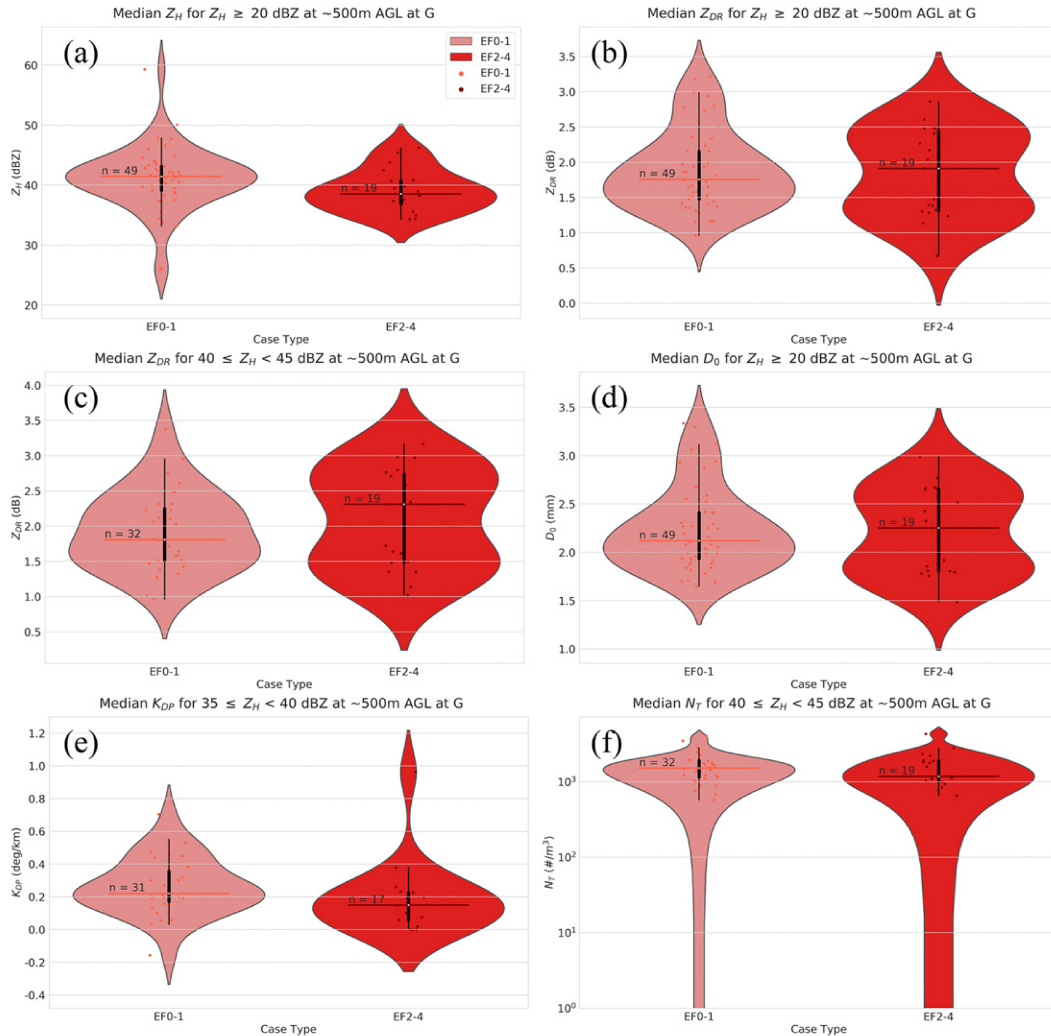 Median Z_H for Z_H ≥ 20 dBZ at ~500m AGL at G
(a)
60
50
40
30
20
Z_H (dBZ)
n = 49
n = 19
EF0-1
EF2-4
EF0-1
EF2-4
EF0-1
EF2-4
Case Type
Median Z_DR for Z_H ≥ 20 dBZ at ~500m AGL at G
(b)
3.5
3.0
2.5
2.0
1.5
1.0
0.5
0.0
Z_DR (dB)
n = 49
n = 19
EF0-1
EF2-4
Case Type
Median Z_DR for 40 ≤ Z_H < 45 dBZ at ~500m AGL at G
(c)
4.0
3.5
3.0
2.5
2.0
1.5
1.0
0.5
Z_DR (dB)
n = 32
n = 19
EF0-1
EF2-4
Case Type
Median D_0 for Z_H ≥ 20 dBZ at ~500m AGL at G
(d)
3.5
3.0
2.5
2.0
1.5
1.0
D_0 (mm)
n = 49
n = 19
EF0-1
EF2-4
Case Type
Median K_DP for 35 ≤ Z_H < 40 dBZ at ~500m AGL at G
(e)
1.2
1.0
0.8
0.6
0.4
0.2
0.0
-0.2
-0.4
K_DP (deg/km)
n = 31
n = 17
EF0-1
EF2-4
Case Type
Median N_T for 40 ≤ Z_H < 45 dBZ at ~500m AGL at G
(f)
10³
10²
10¹
10⁰
N_T (#/m³)
n = 32
n = 19
EF0-1
EF2-4
Case Type